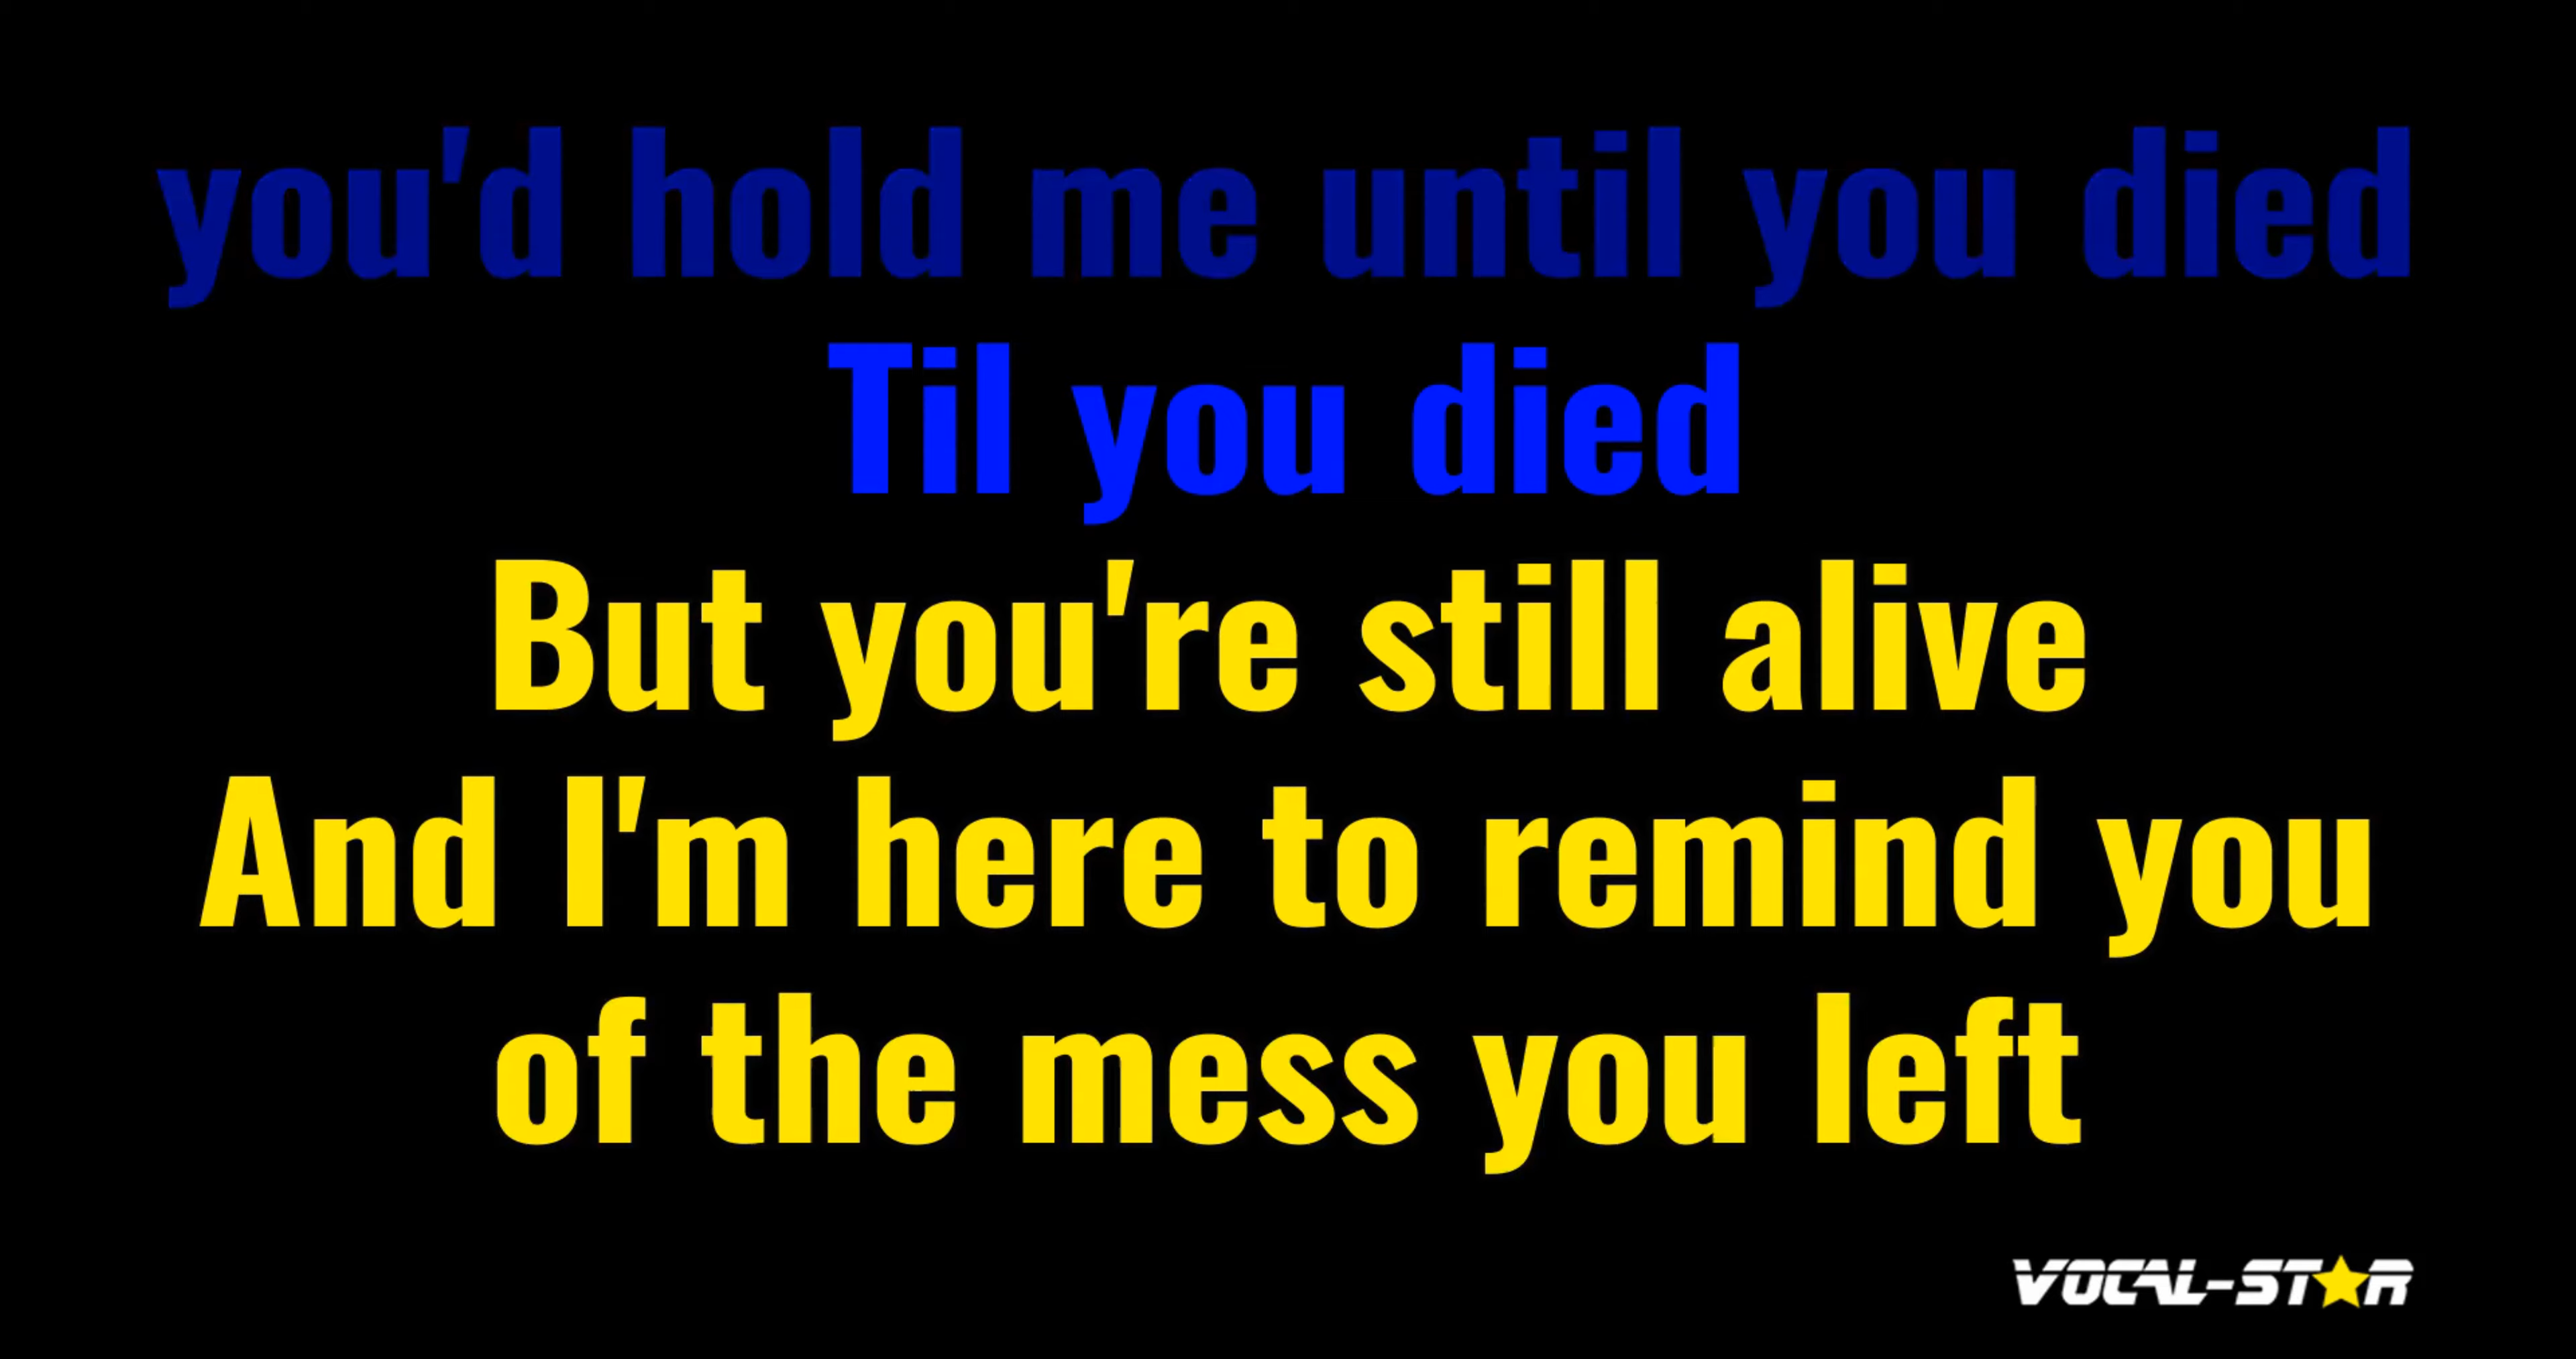 you'd hold me until you died
Til you died
But you're still alive
And I'm here to remind you
of the mess you left
VOCAL-STAR